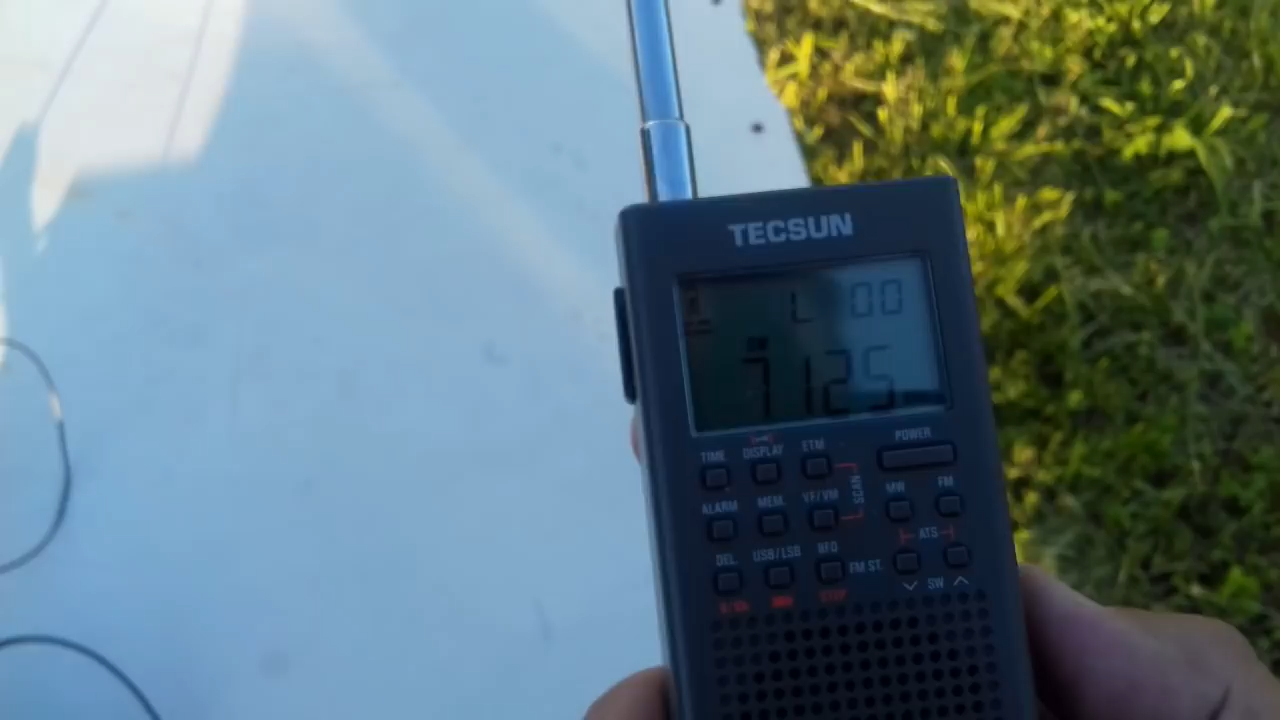 TECSUN
L 00
7125
POWER
TIME DISPLAY ETM
SCAN
ALARM MEM. VF/VM MW FM
ATS
DEL. USB/LSB BFO FM ST.
SW